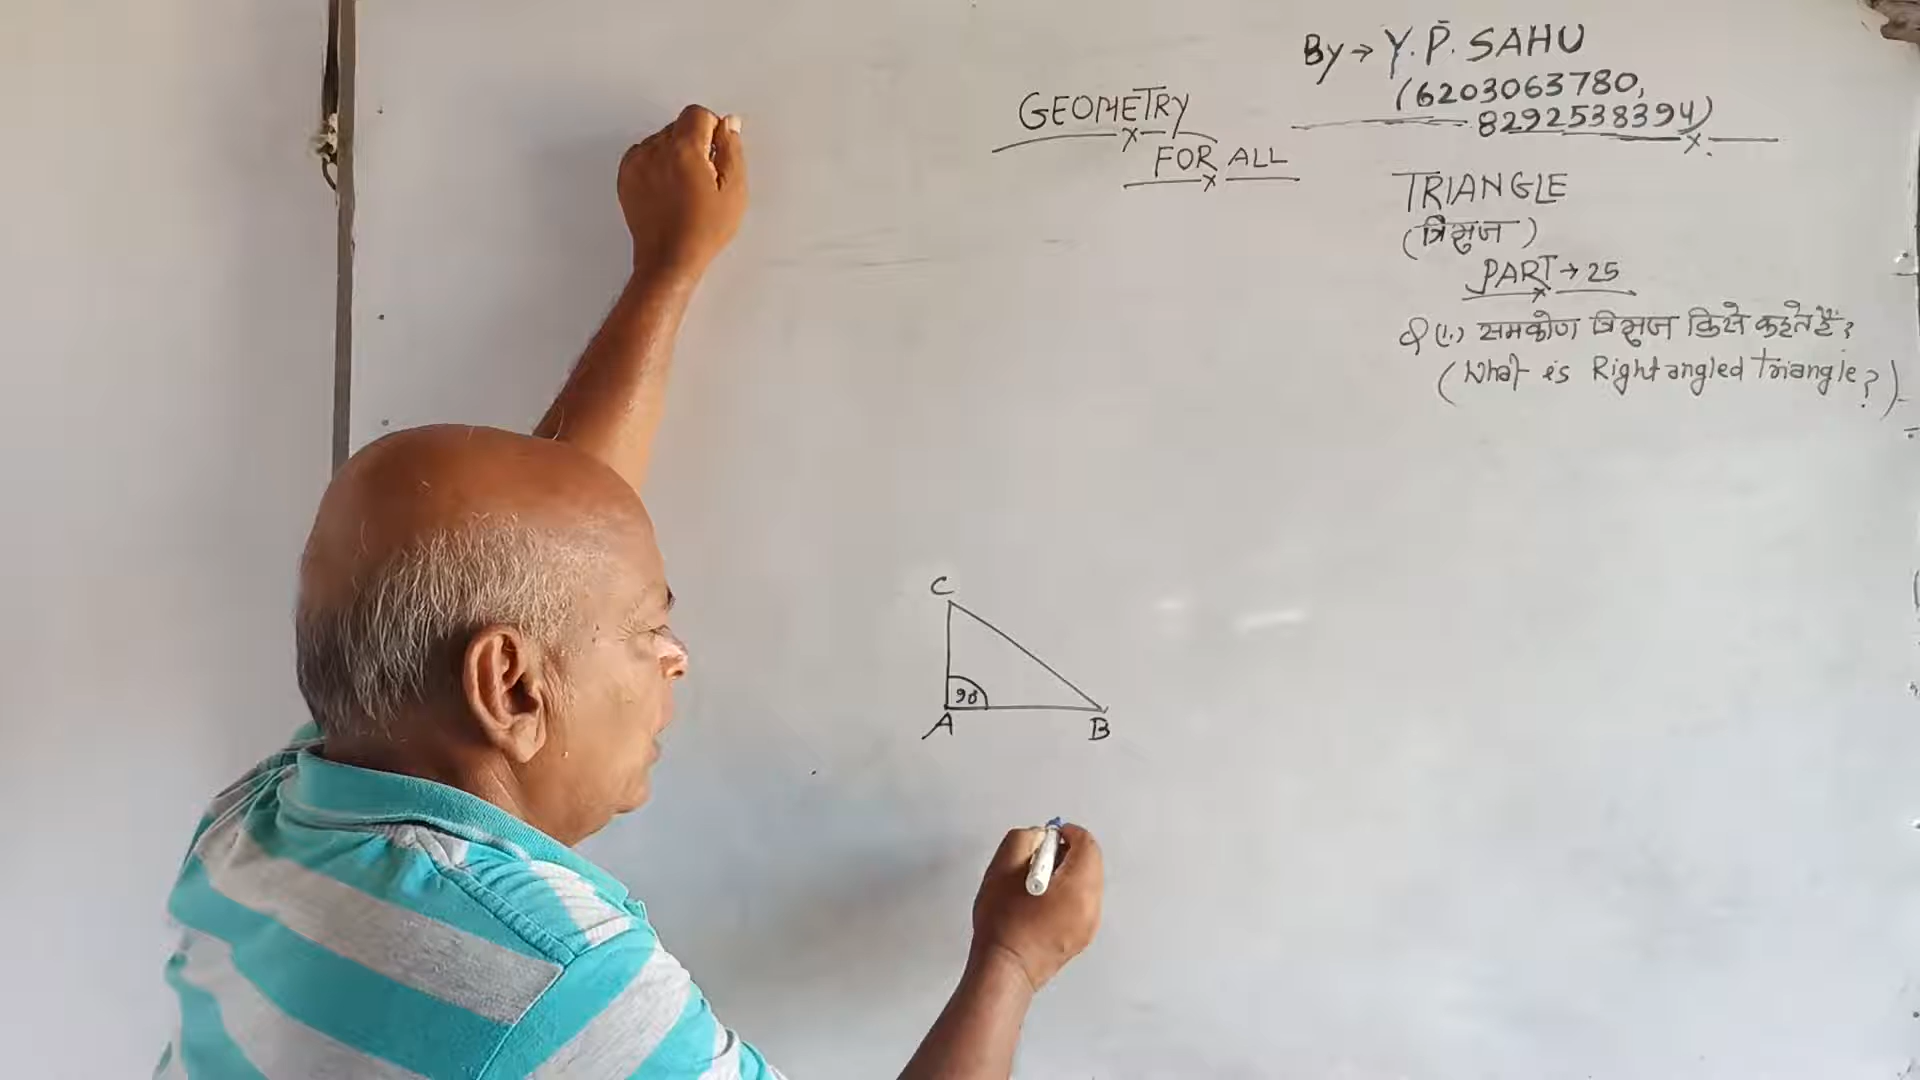 By → Y. P. SAHU
(6203063780,
8292538394)
GEOMETRY
FOR ALL
TRIANGLE
(त्रिभुज)
PART → 25
Q (1.) समकोण त्रिभुज किसे कहते हैं?
(What is Right angled Triangle?)
C
90°
A
B